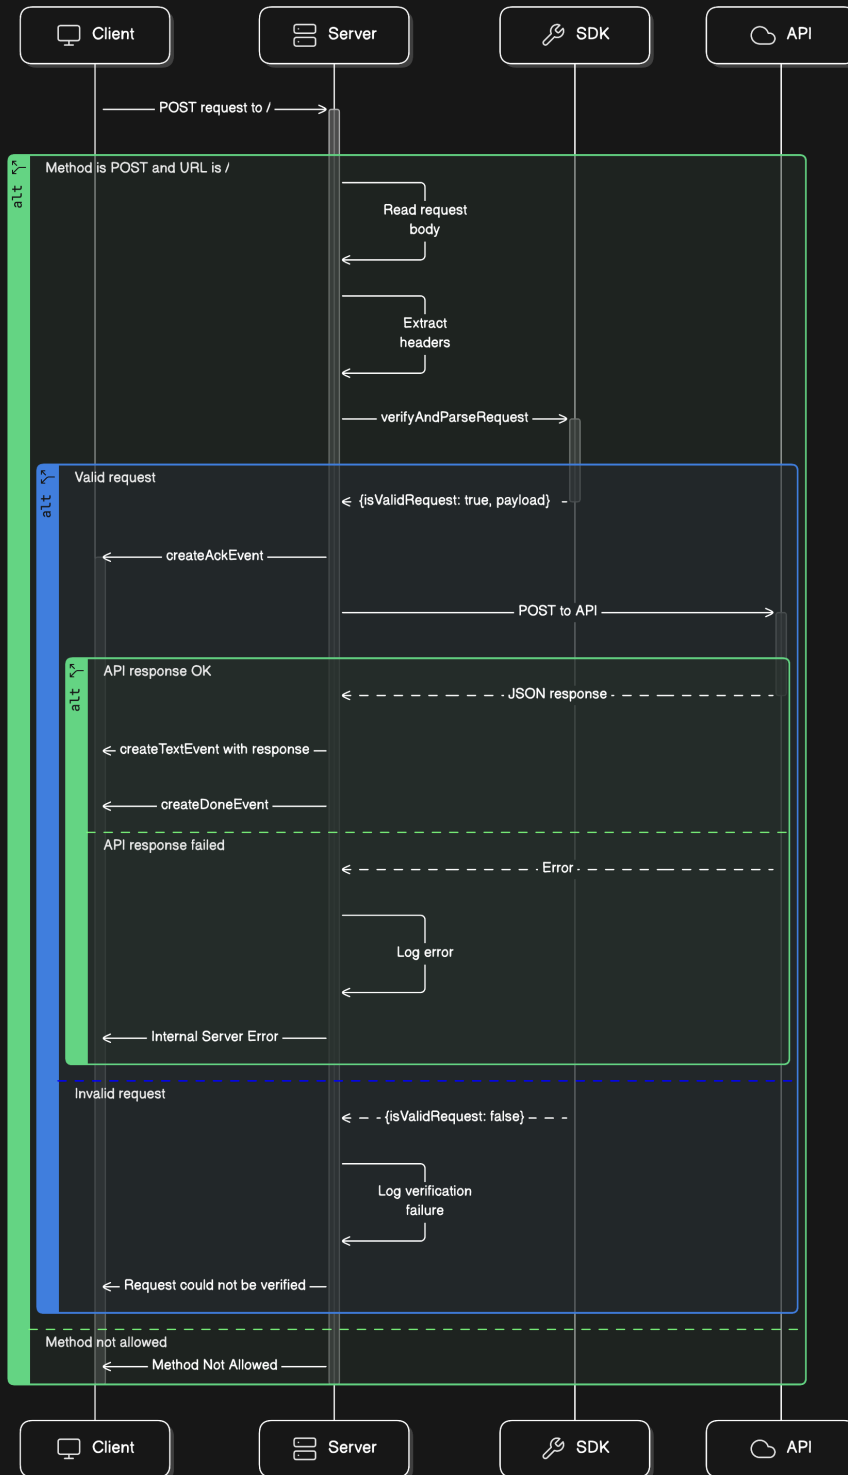 Client
Server
SDK
API
POST request to /
alt
Method is POST and URL is /
Read request
body
Extract
headers
verifyAndParseRequest
alt
Valid request
{isValidRequest: true, payload}
createAckEvent
POST to API
alt
API response OK
JSON response
createTextEvent with response
createDoneEvent
API response failed
Error
Log error
Internal Server Error
Invalid request
{isValidRequest: false}
Log verification
failure
Request could not be verified
Method not allowed
Method Not Allowed
Client
Server
SDK
API